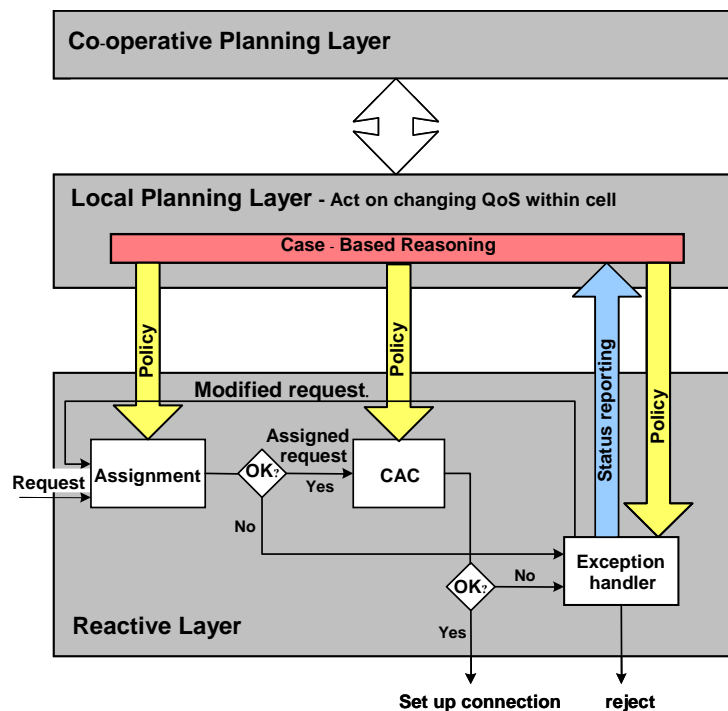 Co-operative Planning Layer
Local Planning Layer - Act on changing QoS within cell
Case - Based Reasoning
Policy
Policy
Status reporting
Policy
Modified request.
Assigned
request
Request
Assignment
OK?
Yes
CAC
No
OK?
No
Exception
handler
Yes
Reactive Layer
Set up connection
reject